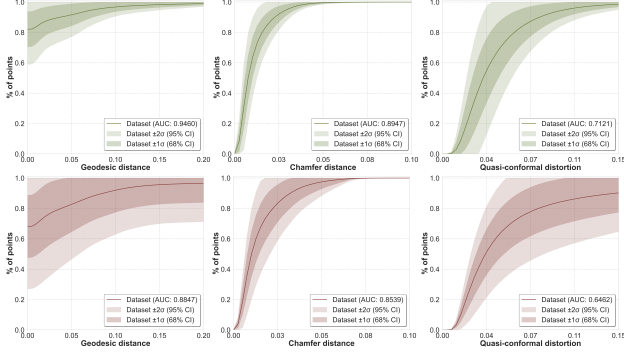 % of points
1.0
0.8
0.6
0.4
0.2
0.0
0.00 0.05 0.10 0.15 0.20
Geodesic distance
Dataset (AUC: 0.9460)
Dataset ±2σ (95% CI)
Dataset ±1σ (68% CI)
% of points
1.0
0.8
0.6
0.4
0.2
0.0
0.00 0.03 0.05 0.08 0.10
Chamfer distance
Dataset (AUC: 0.8947)
Dataset ±2σ (95% CI)
Dataset ±1σ (68% CI)
% of points
1.0
0.8
0.6
0.4
0.2
0.0
0.00 0.04 0.07 0.11 0.15
Quasi-conformal distortion
Dataset (AUC: 0.7121)
Dataset ±2σ (95% CI)
Dataset ±1σ (68% CI)
% of points
1.0
0.8
0.6
0.4
0.2
0.0
0.00 0.05 0.10 0.15 0.20
Geodesic distance
Dataset (AUC: 0.8847)
Dataset ±2σ (95% CI)
Dataset ±1σ (68% CI)
% of points
1.0
0.8
0.6
0.4
0.2
0.0
0.00 0.03 0.05 0.08 0.10
Chamfer distance
Dataset (AUC: 0.8539)
Dataset ±2σ (95% CI)
Dataset ±1σ (68% CI)
% of points
1.0
0.8
0.6
0.4
0.2
0.0
0.00 0.04 0.07 0.11 0.15
Quasi-conformal distortion
Dataset (AUC: 0.6462)
Dataset ±2σ (95% CI)
Dataset ±1σ (68% CI)